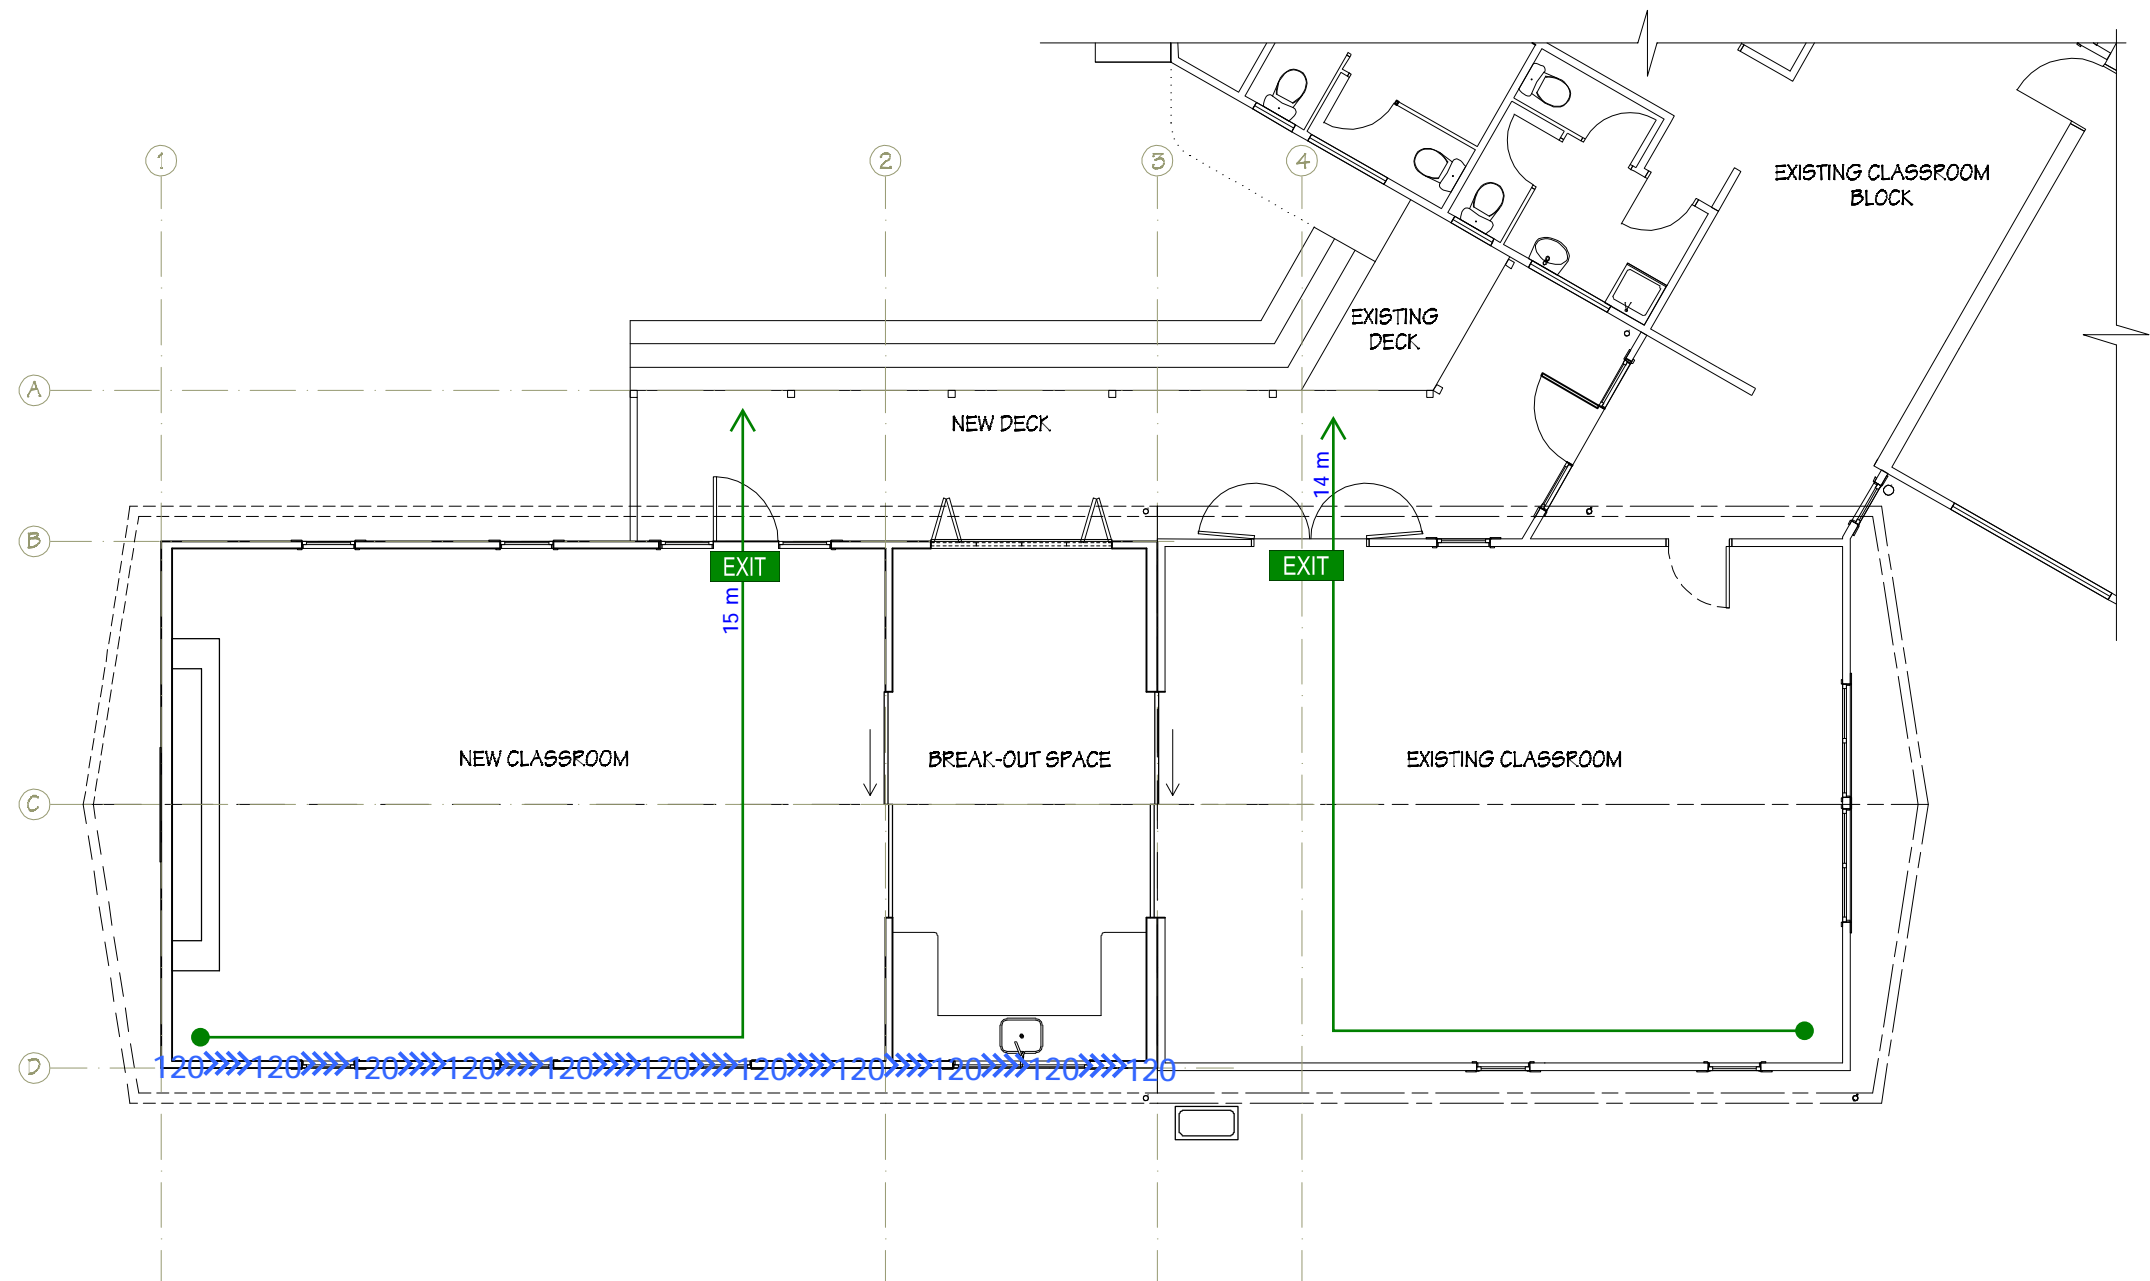 1
2
3
4
EXISTING CLASSROOM
BLOCK
EXISTING
DECK
A
NEW DECK
14 m
B
EXIT
EXIT
15 m
NEW CLASSROOM
BREAK-OUT SPACE
EXISTING CLASSROOM
C
D
120>>>>>120>>>>>120>>>>>120>>>>>120>>>>>120>>>>>120>>>>>120>>>>>120>>>>>120>>>>>120